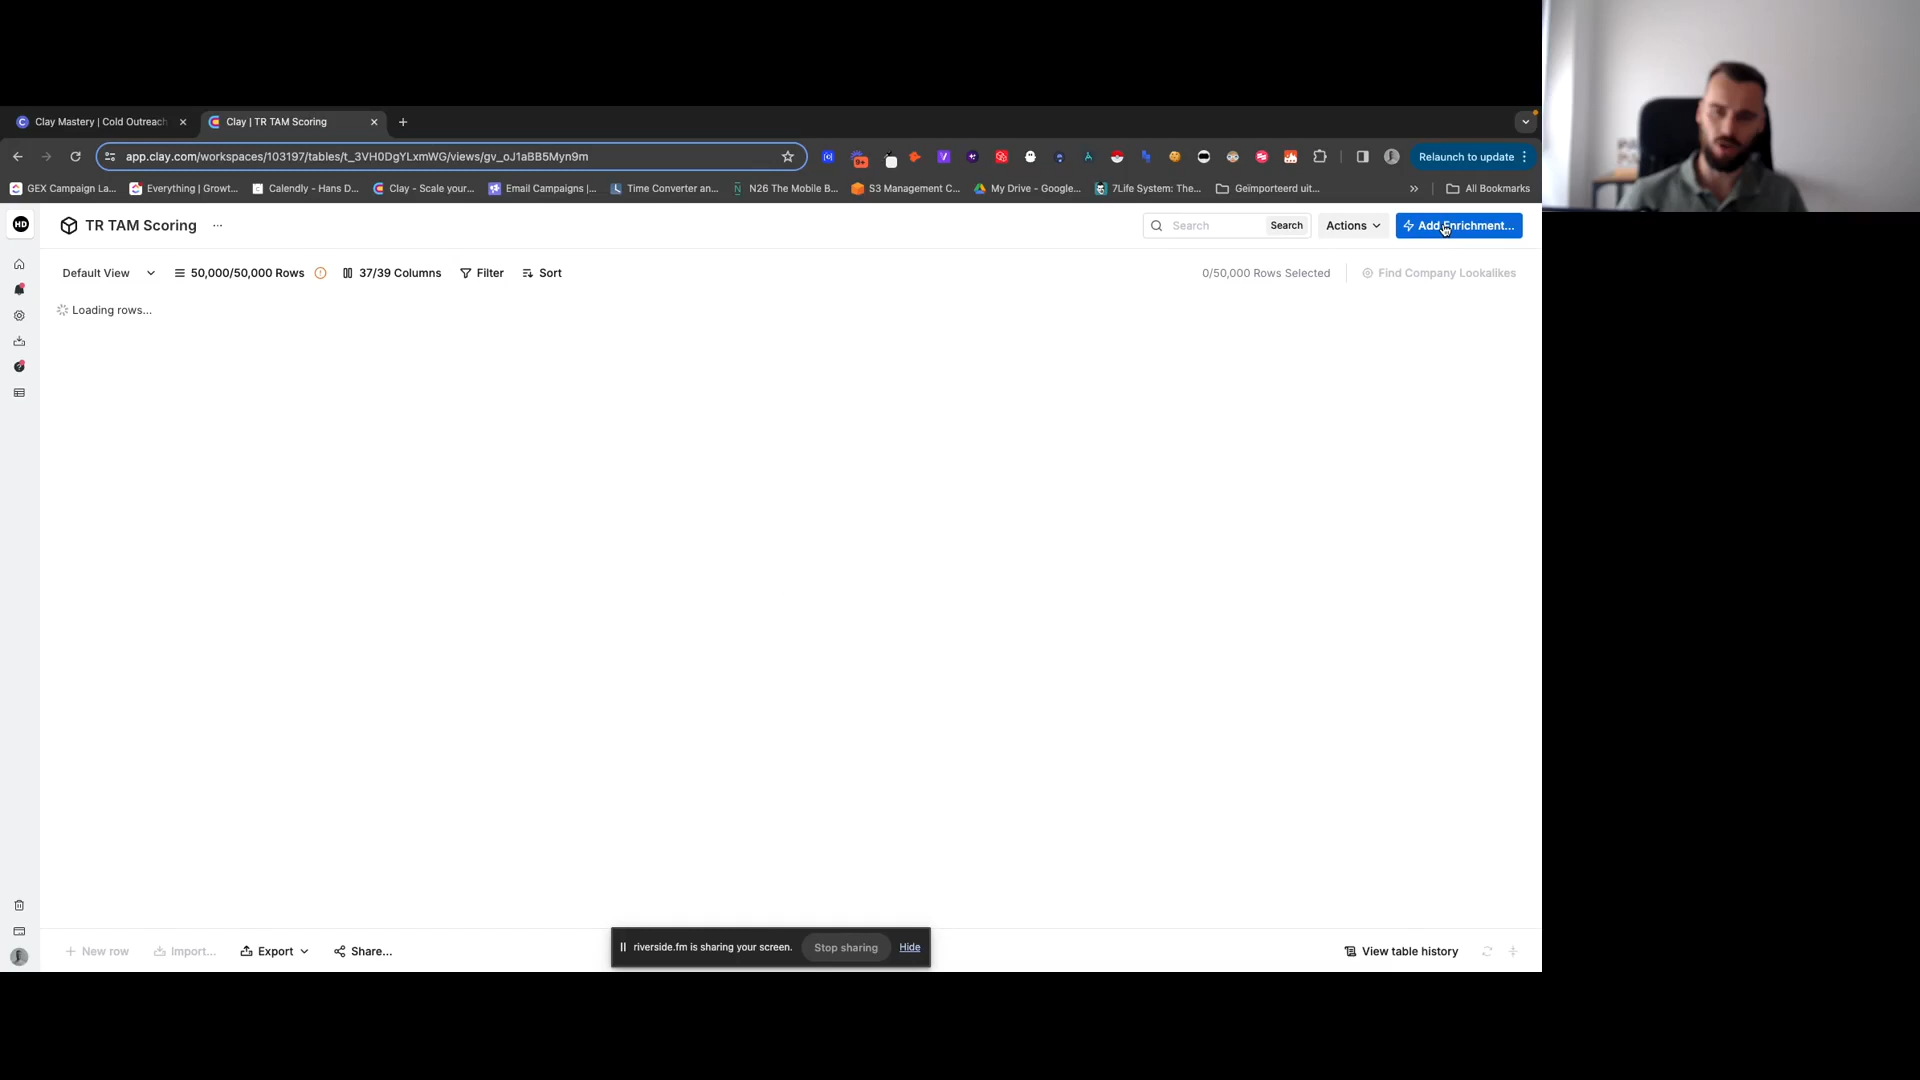 Clay Mastery | Cold Outreach
Clay | TR TAM Scoring
app.clay.com/workspaces/103197/tables/t_3VH0DgYLxmWG/views/gv_oJ1aBB5Myn9m
9+
Relaunch to update
GEX Campaign La...
Everything | Growt...
Calendly - Hans D...
Clay - Scale your...
Email Campaigns |...
Time Converter an...
N26 The Mobile B...
S3 Management C...
My Drive - Google...
7Life System: The...
Geïmporteerd uit...
»
All Bookmarks
HD
TR TAM Scoring
...
Search
Search
Actions
Add Enrichment...
Default View
50,000/50,000 Rows
37/39 Columns
Filter
Sort
0/50,000 Rows Selected
Find Company Lookalikes
Loading rows...
New row
Import...
Export
Share...
riverside.fm is sharing your screen.
Stop sharing
Hide
View table history